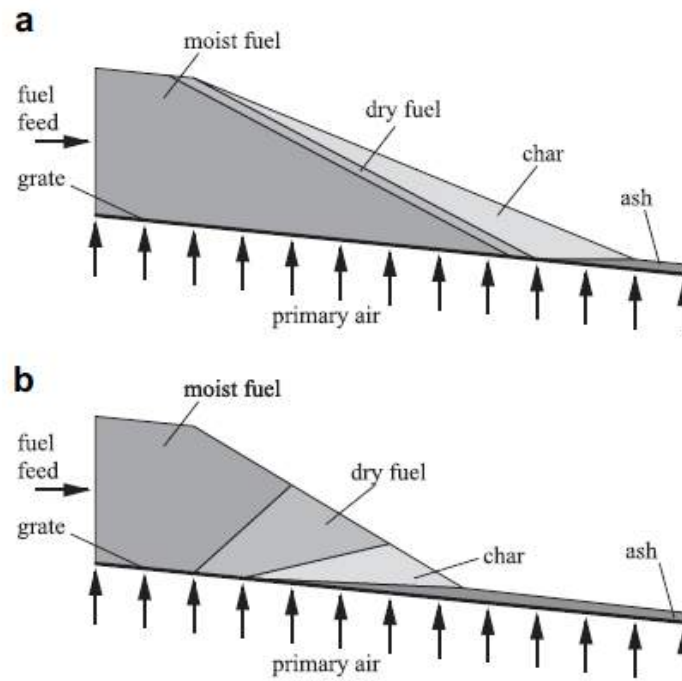 a
moist fuel
fuel
feed
dry fuel
char
grate
ash
primary air
b
moist fuel
fuel
feed
dry fuel
grate
char
ash
primary air